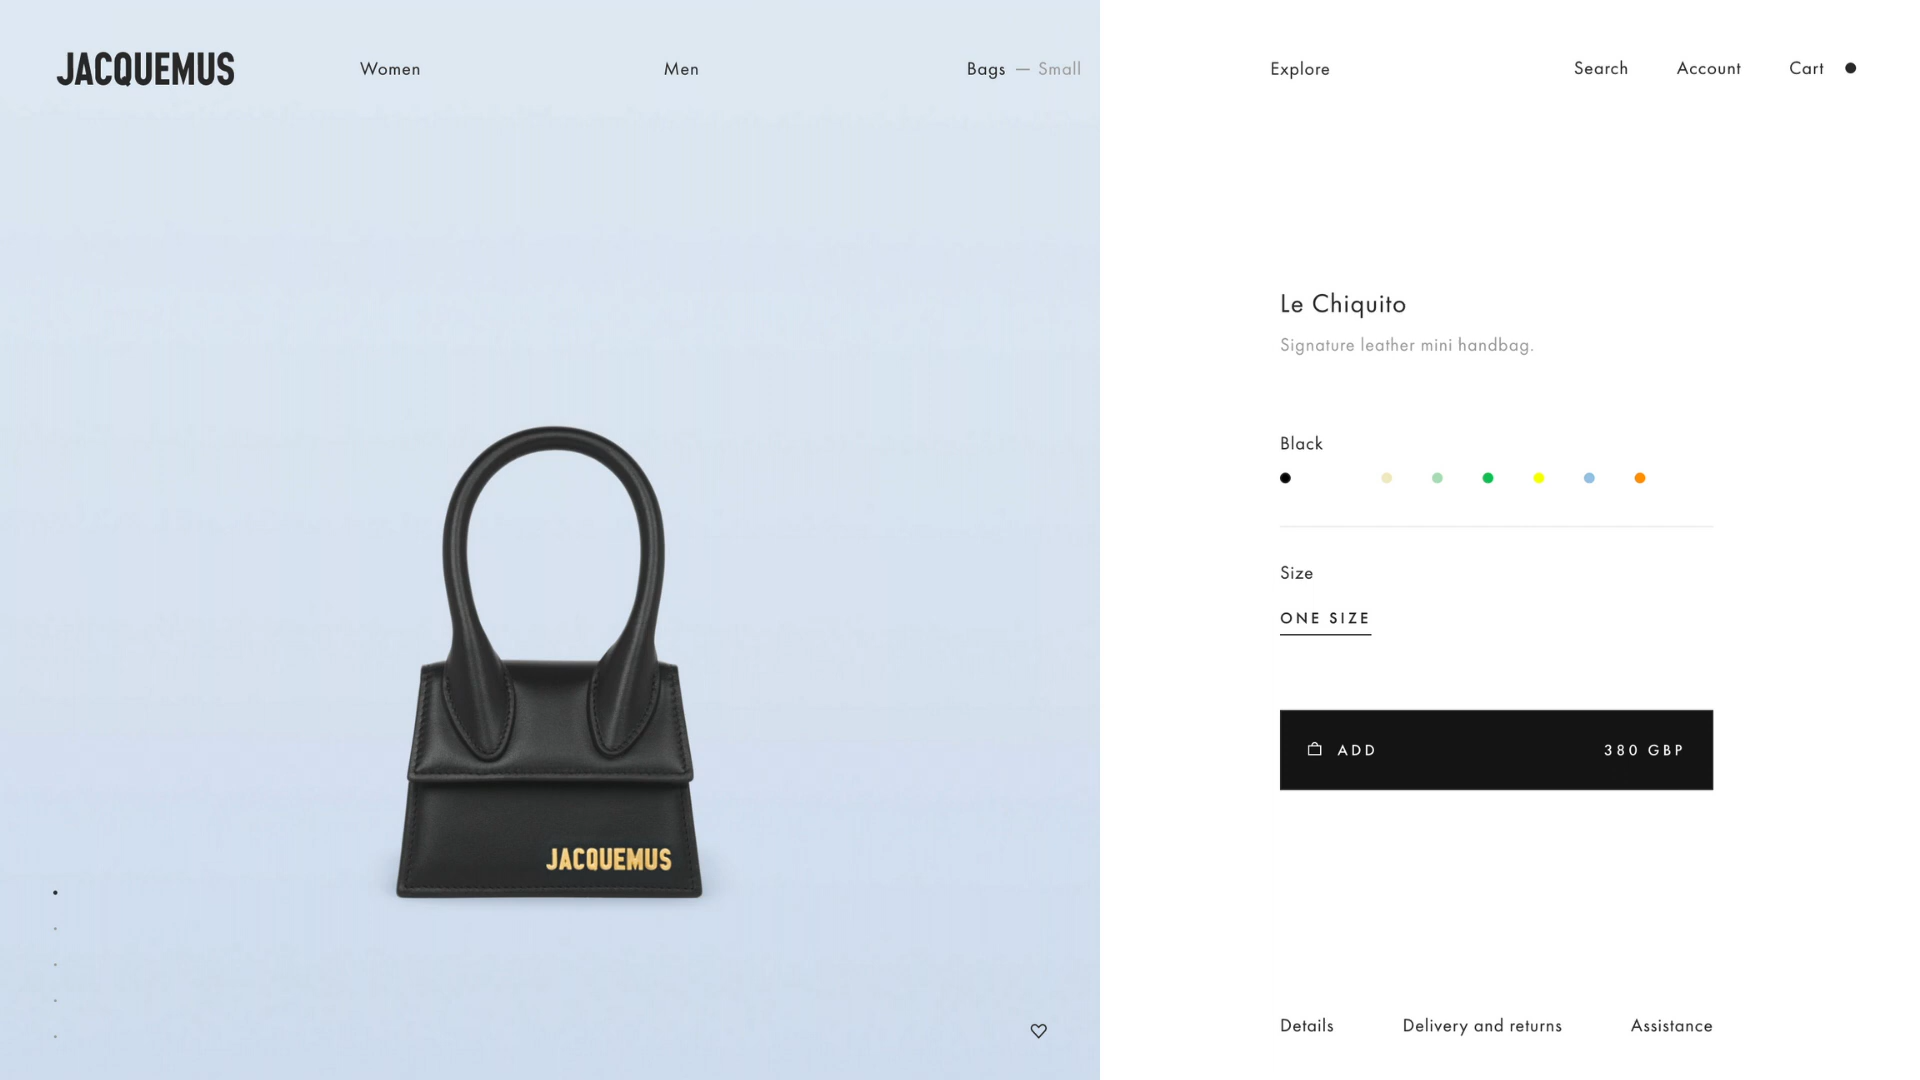 JACQUEMUS Women Men Bags — Small Explore Search Account Cart
Le Chiquito
Signature leather mini handbag.
Black
Size
ONE SIZE
ADD 380 GBP
JACQUEMUS
Details Delivery and returns Assistance